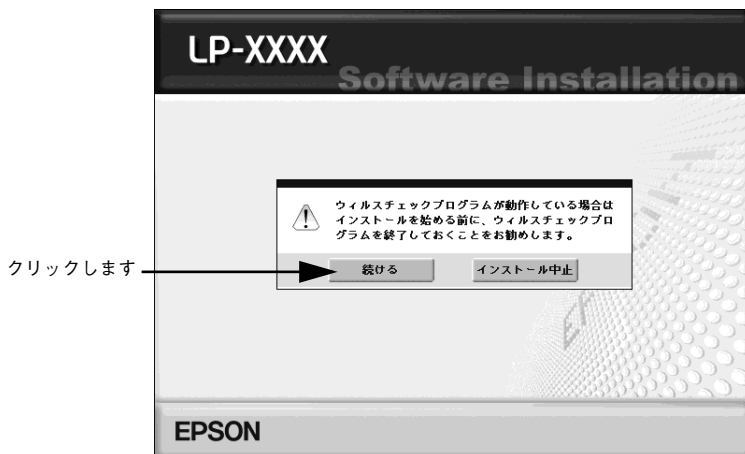 LP-XXXX
Software Installation
ウィルスチェックプログラムが動作している場合は
インストールを始める前に、ウィルスチェックプロ
グラムを終了しておくことをお勧めします。
クリックします
続ける
インストール中止
EPSON